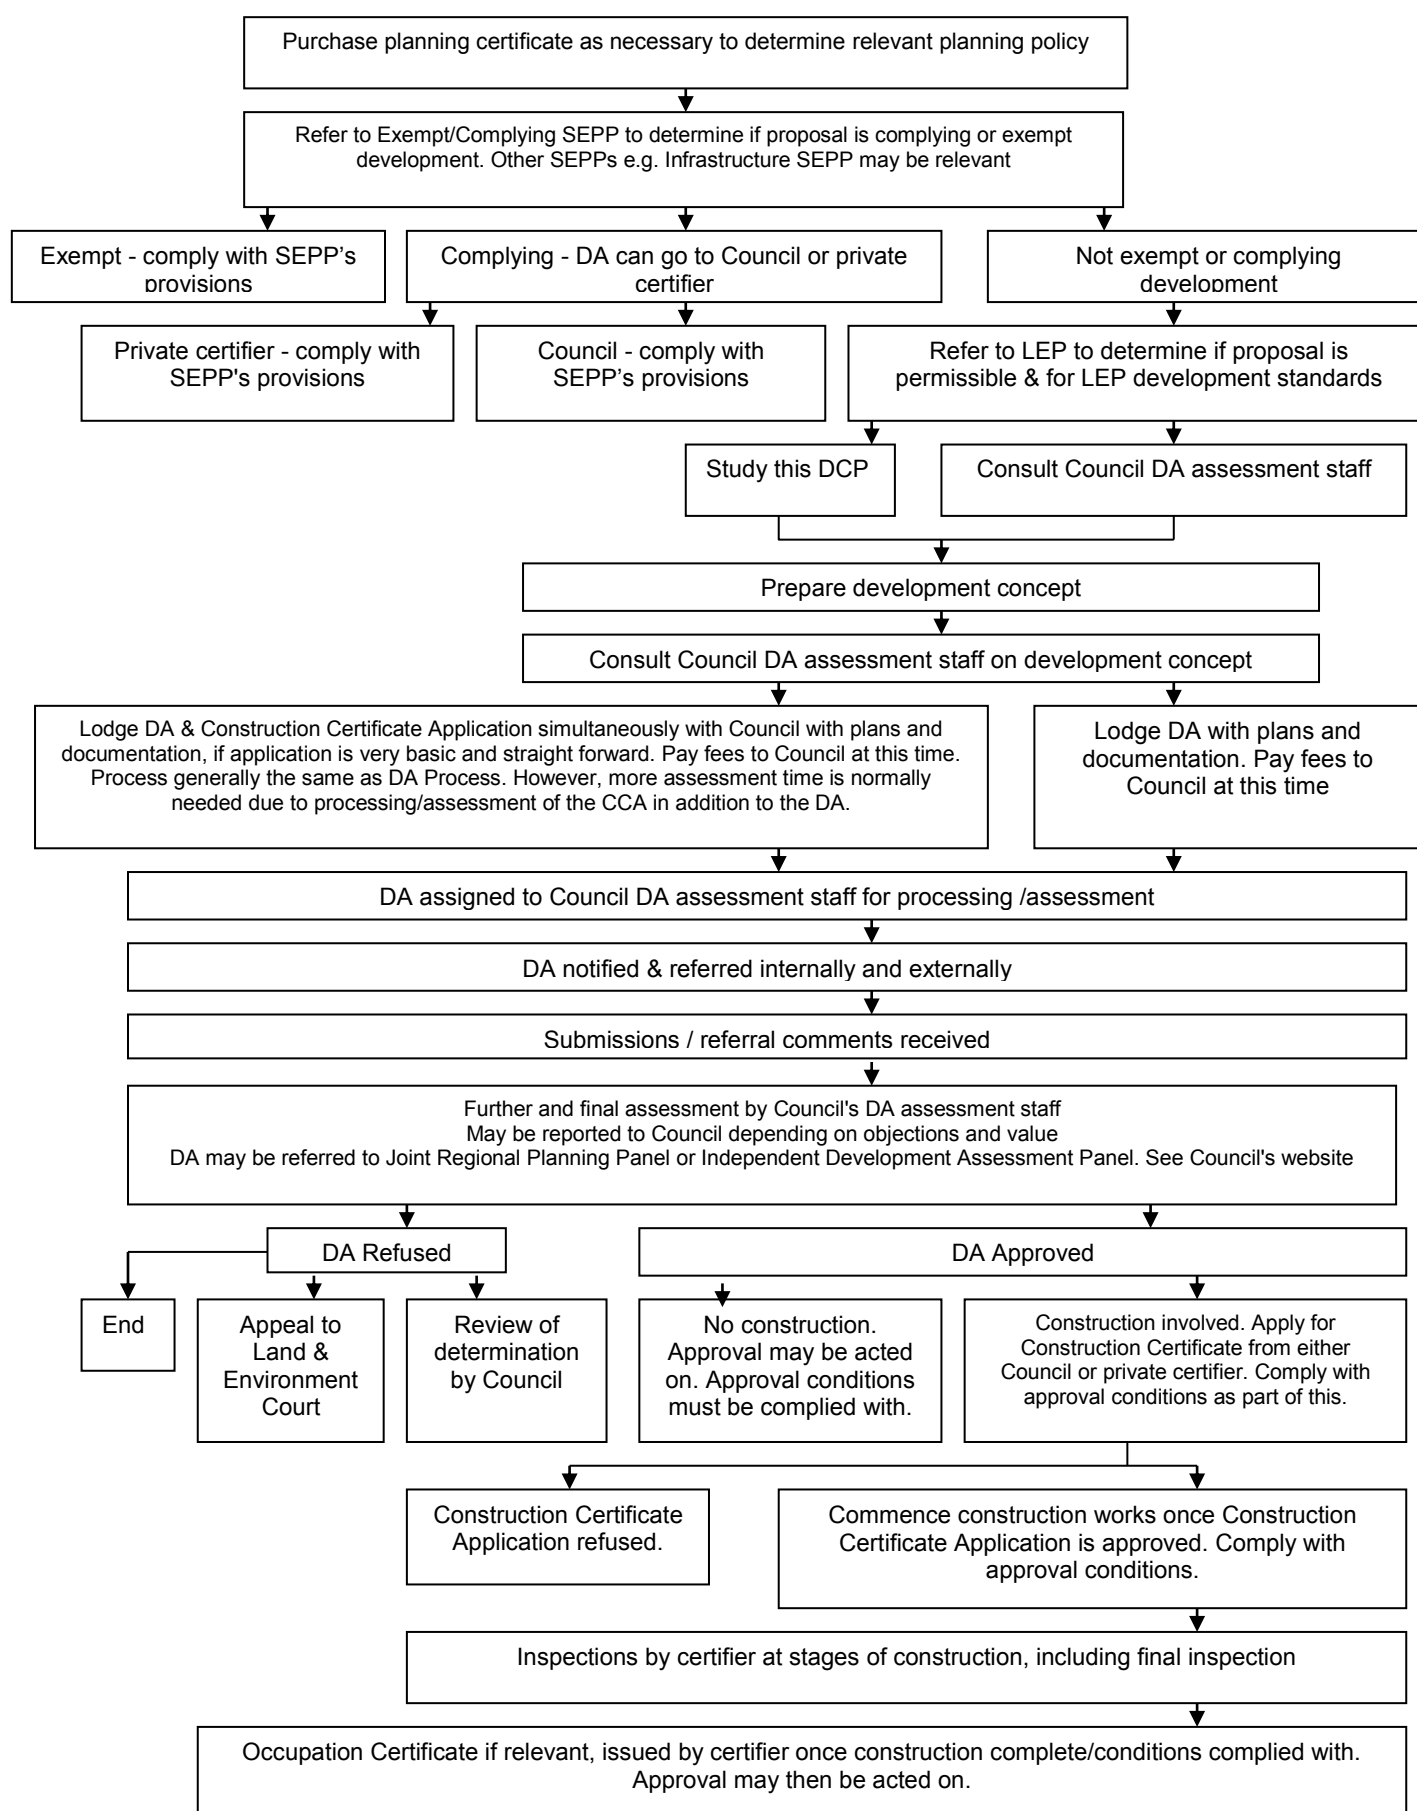 Purchase planning certificate as necessary to determine relevant planning policy
Refer to Exempt/Complying SEPP to determine if proposal is complying or exempt
development. Other SEPPs e.g. Infrastructure SEPP may be relevant
Exempt - comply with SEPP’s
provisions
Complying - DA can go to Council or private
certifier
Not exempt or complying
development
Private certifier - comply with
SEPP's provisions
Council - comply with
SEPP’s provisions
Refer to LEP to determine if proposal is
permissible & for LEP development standards
Study this DCP
Consult Council DA assessment staff
Prepare development concept
Consult Council DA assessment staff on development concept
Lodge DA & Construction Certificate Application simultaneously with Council with plans and
documentation, if application is very basic and straight forward. Pay fees to Council at this time.
Process generally the same as DA Process. However, more assessment time is normally
needed due to processing/assessment of the CCA in addition to the DA.
Lodge DA with plans and
documentation. Pay fees to
Council at this time
DA assigned to Council DA assessment staff for processing /assessment
DA notified & referred internally and externally
Submissions / referral comments received
Further and final assessment by Council's DA assessment staff
May be reported to Council depending on objections and value
DA may be referred to Joint Regional Planning Panel or Independent Development Assessment Panel. See Council's website
DA Refused
DA Approved
End
Appeal to
Land &
Environment
Court
Review of
determination
by Council
No construction.
Approval may be acted
on. Approval conditions
must be complied with.
Construction involved. Apply for
Construction Certificate from either
Council or private certifier. Comply with
approval conditions as part of this.
Construction Certificate
Application refused.
Commence construction works once Construction
Certificate Application is approved. Comply with
approval conditions.
Inspections by certifier at stages of construction, including final inspection
Occupation Certificate if relevant, issued by certifier once construction complete/conditions complied with.
Approval may then be acted on.